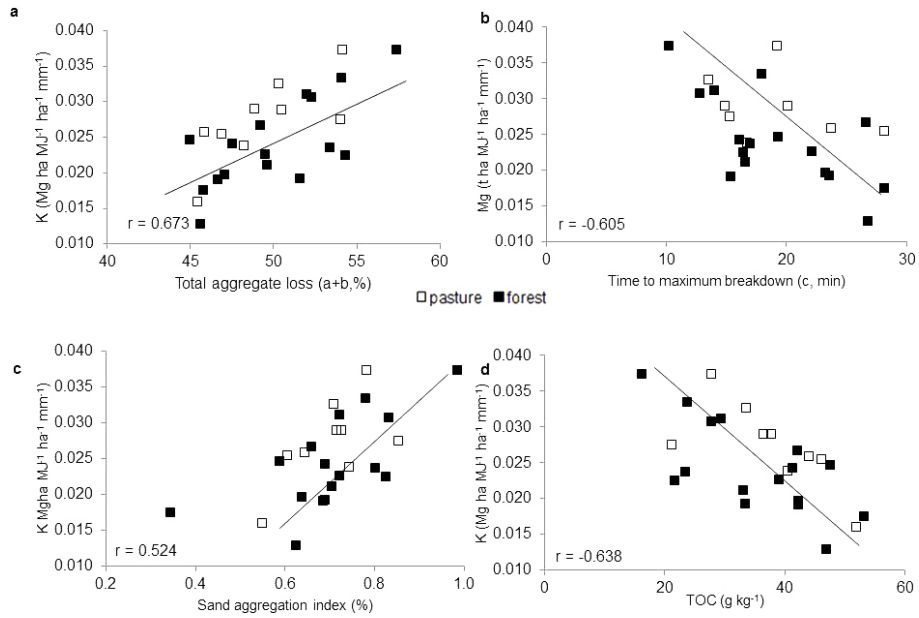 a
0.040
0.035
0.030
0.025
0.020
0.015
0.010
K (Mg ha MJ-1 ha-1 mm-1)
r = 0.673
40 45 50 55 60
Total aggregate loss (a+b,%)
b
0.040
0.035
0.030
0.025
0.020
0.015
0.010
Mg (t ha MJ-1 ha-1 mm-1)
r = -0.605
0 10 20 30
Time to maximum breakdown (c, min)
pasture forest
c
0.040
0.035
0.030
0.025
0.020
0.015
0.010
K Mgha MJ-1 ha-1 mm-1)
r = 0.524
0.2 0.4 0.6 0.8 1.0
Sand aggregation index (%)
d
0.040
0.035
0.030
0.025
0.020
0.015
0.010
K (Mg ha MJ-1 ha-1 mm-1)
r = -0.638
0 20 40 60
TOC (g kg-1)